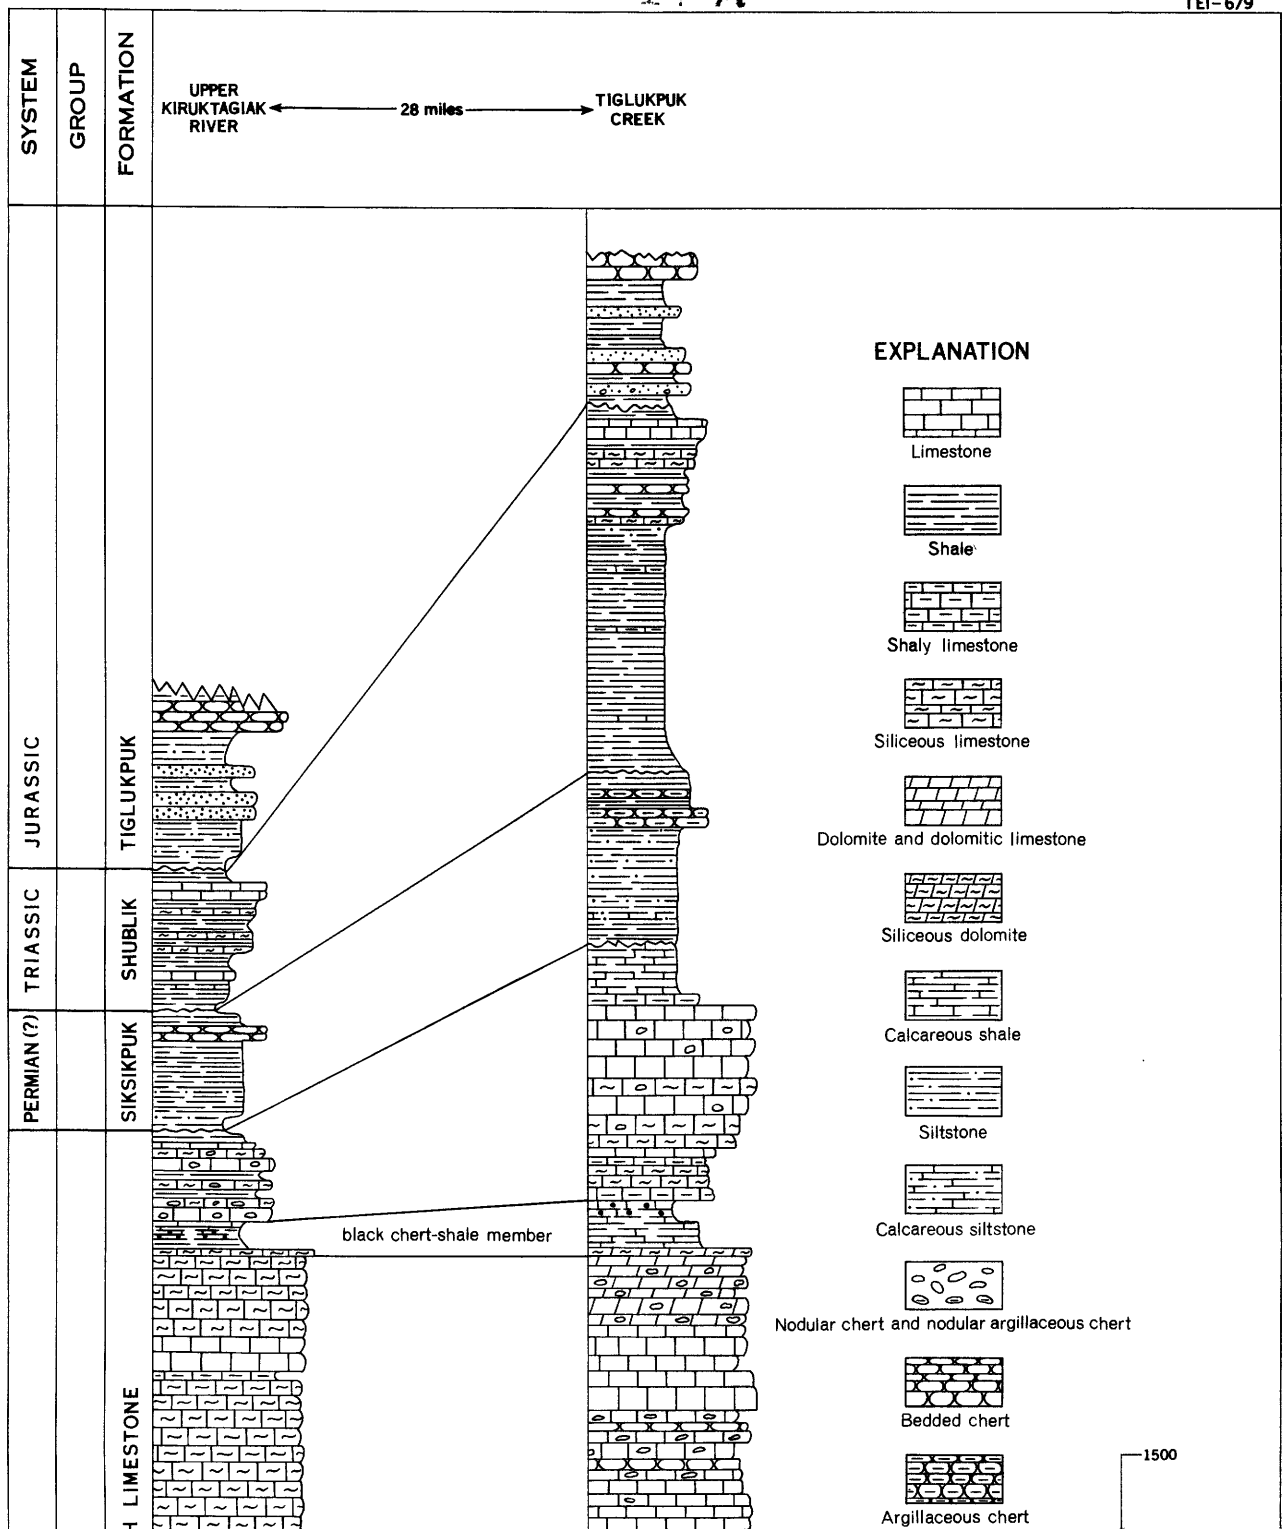 TEI-679
SYSTEM
GROUP
FORMATION
UPPER
KIRUKTAGIAK
RIVER
28 miles
TIGLUKPUK
CREEK
EXPLANATION
Limestone
Shale
Shaly limestone
Siliceous limestone
Dolomite and dolomitic limestone
Siliceous dolomite
Calcareous shale
Siltstone
Calcareous siltstone
Nodular chert and nodular argillaceous chert
Bedded chert
Argillaceous chert
JURASSIC
TIGLUKPUK
TRIASSIC
SHUBLIK
PERMIAN (?)
SIKSIKPUK
black chert-shale member
H LIMESTONE
1500